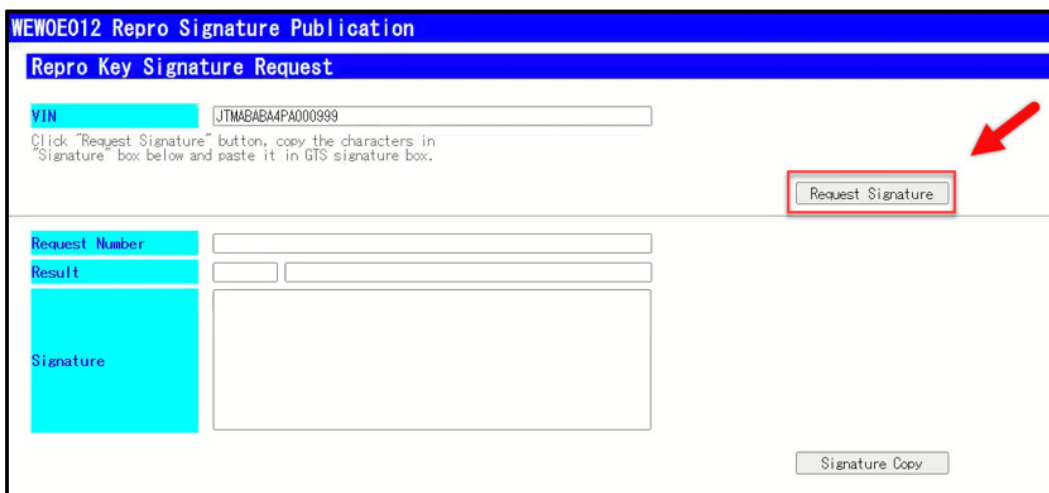 WEWOE012 Repro Signature Publication
Repro Key Signature Request
VIN JTMABABA4PA000999
Click "Request Signature" button, copy the characters in
"Signature" box below and paste it in GTS signature box.
Request Signature
Request Number
Result
Signature
Signature Copy